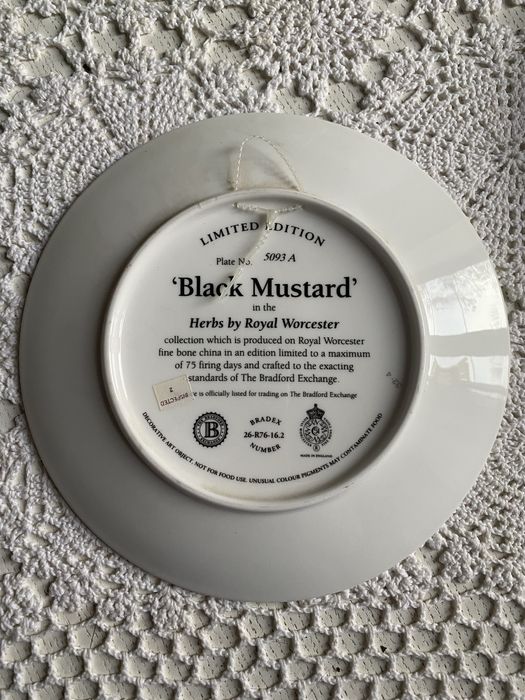 LIMITED EDITION
Plate No. 5093 A
‘Black Mustard’
in the
Herbs by Royal Worcester
collection which is produced on Royal Worcester
fine bone china in an edition limited to a maximum
of 75 firing days and crafted to the exacting
standards of The Bradford Exchange.
is officially listed for trading on The Bradford Exchange
INSPECTED
2
B
BRADEX
26-R76-16.2
NUMBER
MADE IN ENGLAND
DECORATIVE ART OBJECT, NOT FOR FOOD USE. UNUSUAL COLOUR PIGMENTS MAY CONTAMINATE FOOD